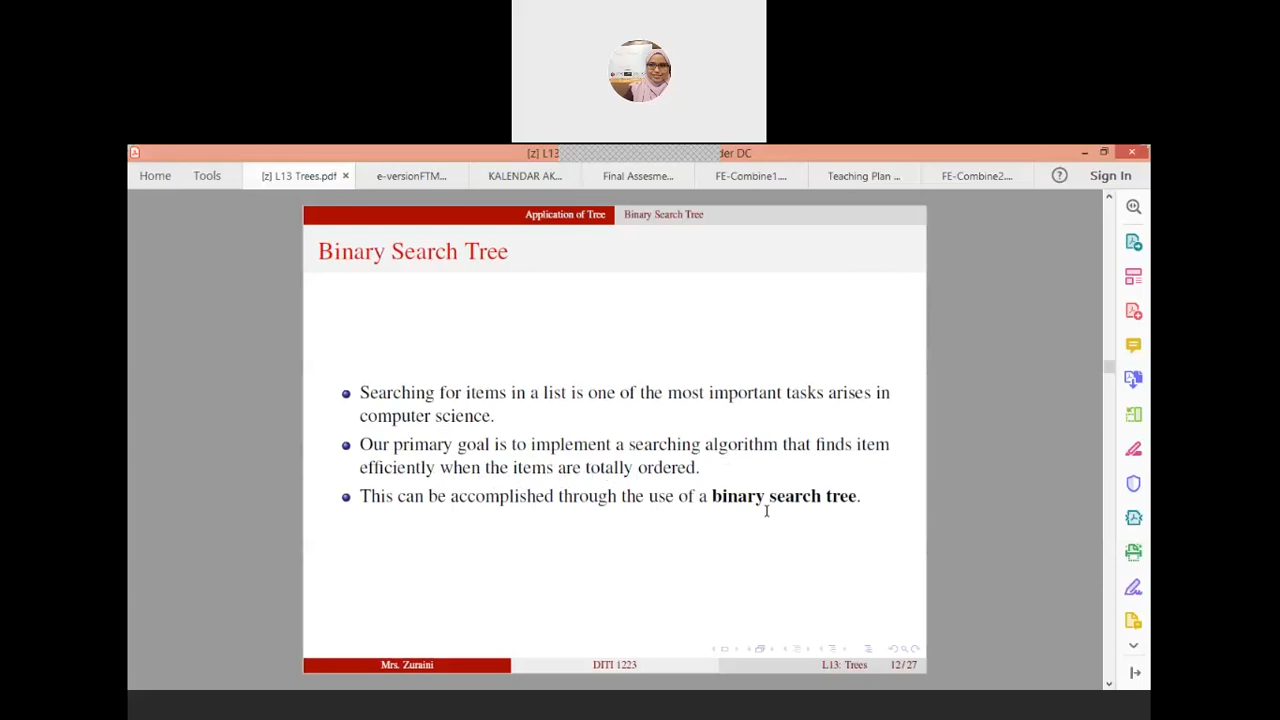 [z] L13 der DC
Home Tools [z] L13 Trees.pdf × e-versionFTM... KALENDAR AK... Final Assesme... FE-Combine1.... Teaching Plan ... FE-Combine2.... Sign In
Application of Tree Binary Search Tree
Binary Search Tree
Searching for items in a list is one of the most important tasks arises in
computer science.
Our primary goal is to implement a searching algorithm that finds item
efficiently when the items are totally ordered.
This can be accomplished through the use of a binary search tree.
Mrs. Zuraini DITI 1223 L13: Trees 12/27